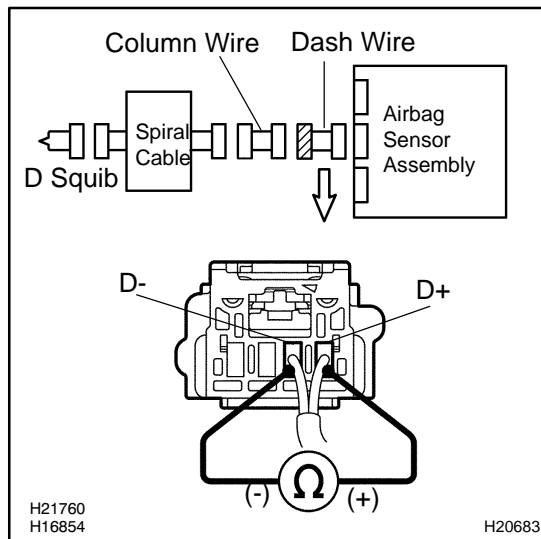 Column Wire
Dash Wire
Spiral
Cable
Airbag
Sensor
Assembly
D Squib
D-
D+
(-)
Ω
(+)
H21760
H16854
H20683